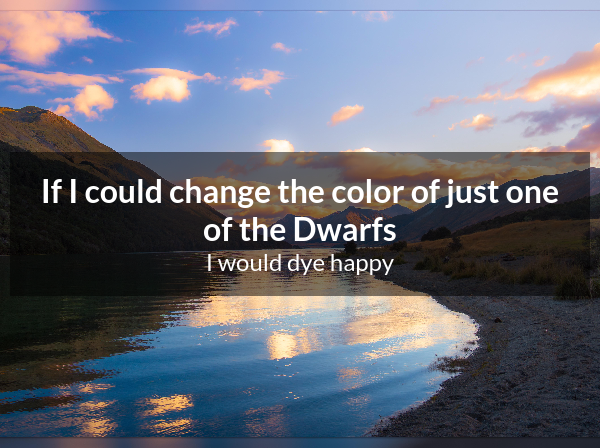 If I could change the color of just one
of the Dwarfs
I would dye happy